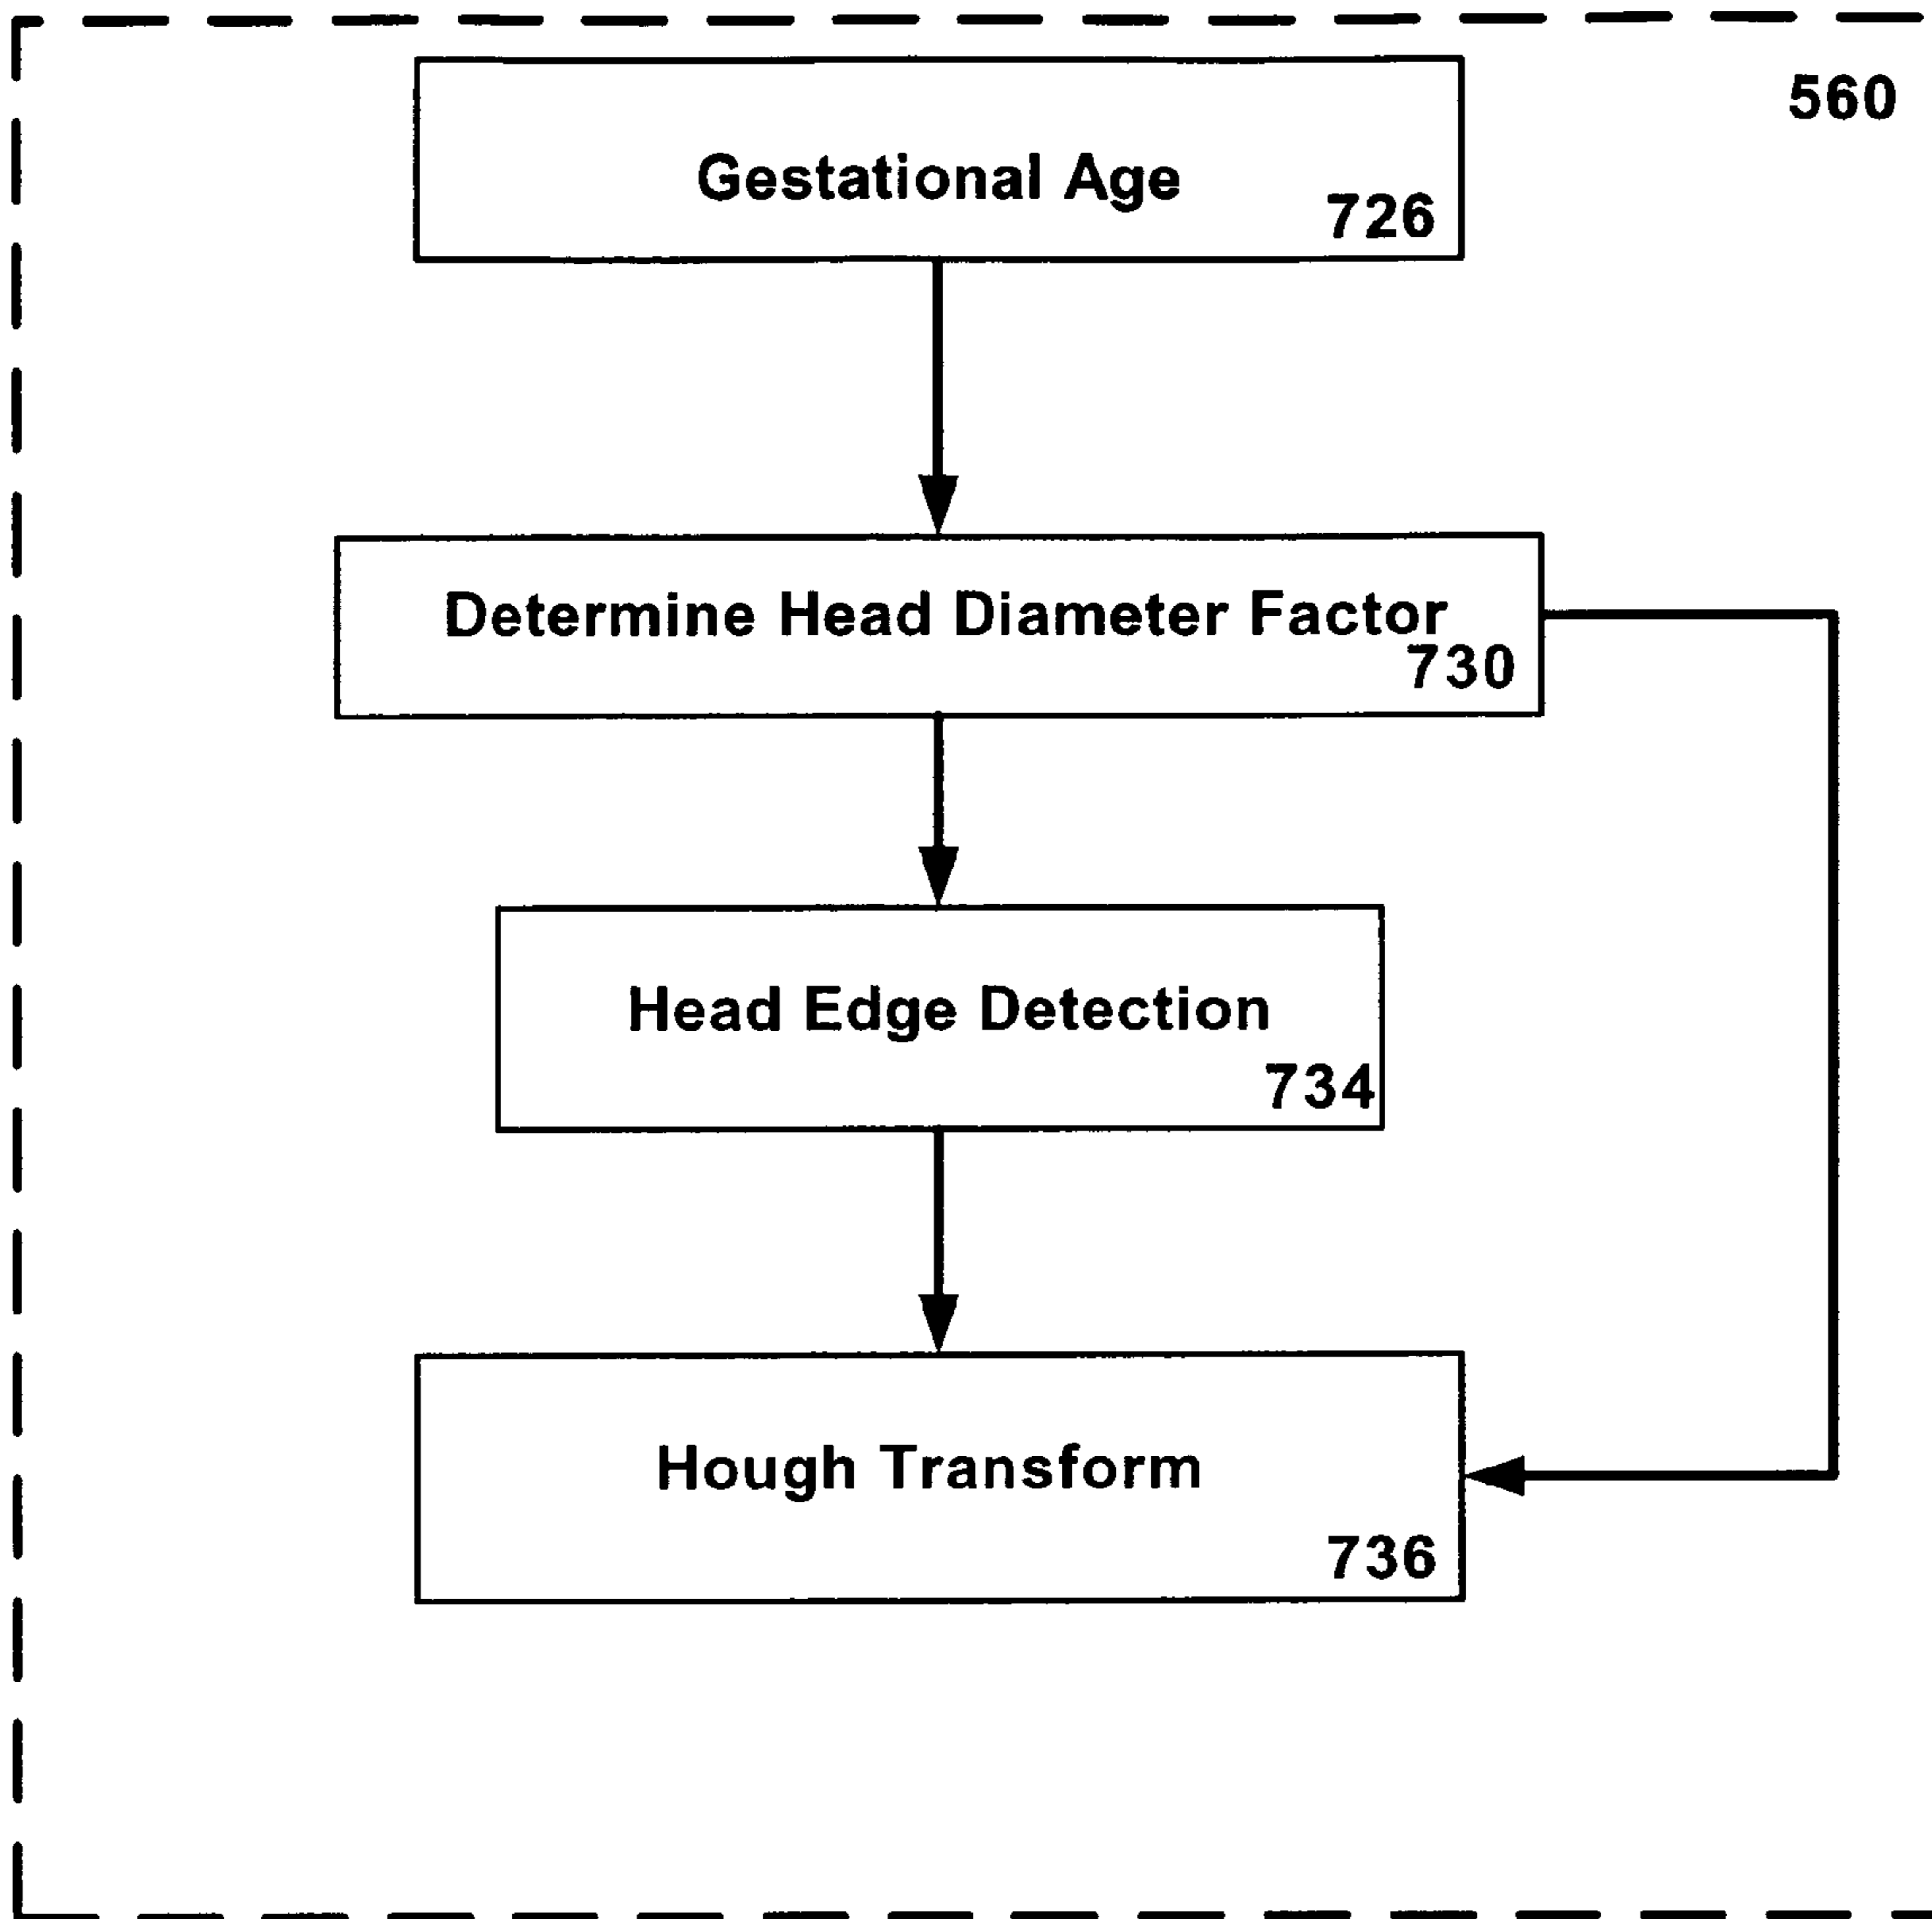 560
Gestational Age
726
Determine Head Diameter Factor
730
Head Edge Detection
734
Hough Transform
736